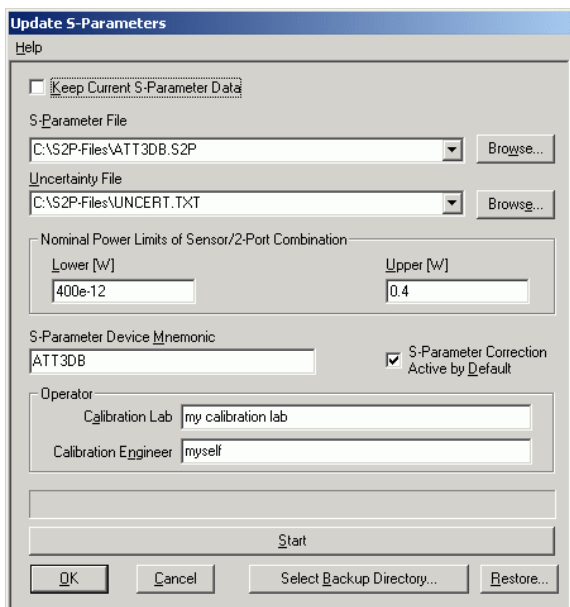 Update S-Parameters
Help
Keep Current S-Parameter Data
S-Parameter File
C:\S2P-Files\ATT3DB.S2P
Browse...
Uncertainty File
C:\S2P-Files\UNCERT.TXT
Browse...
Nominal Power Limits of Sensor/2-Port Combination
Lower [W]
Upper [W]
400e-12
0.4
S-Parameter Device Mnemonic
ATT3DB
S-Parameter Correction
Active by Default
Operator
Calibration Lab
my calibration lab
Calibration Engineer
myself
Start
OK
Cancel
Select Backup Directory...
Restore...